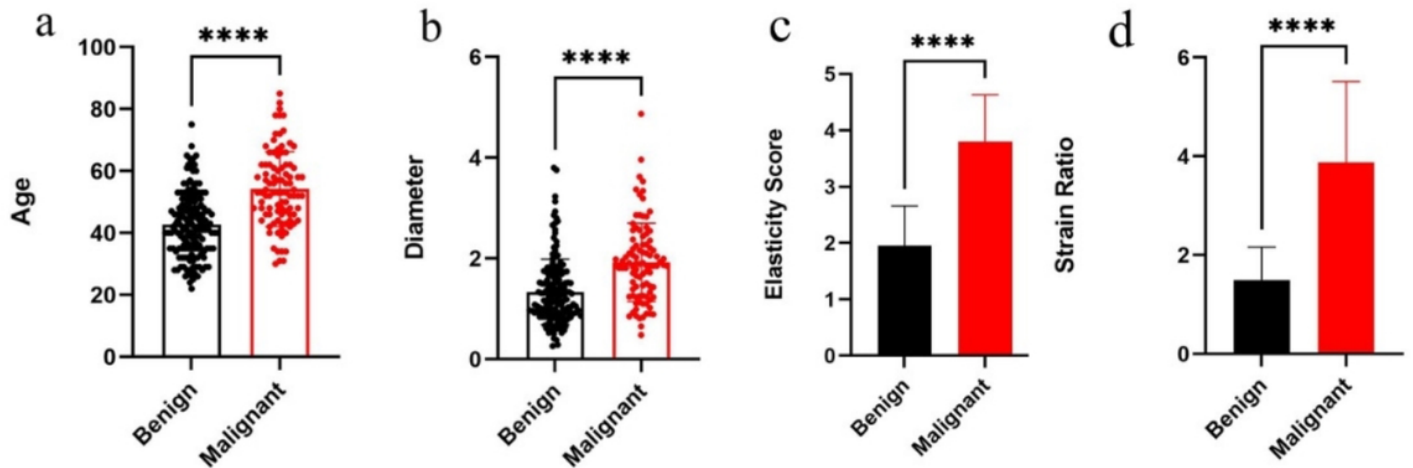 a
****
Age
100
80
60
40
20
0
Benign
Malignant
b
****
Diameter
6
4
2
0
Benign
Malignant
c
****
Elasticity Score
5
4
3
2
1
0
Benign
Malignant
d
****
Strain Ratio
6
4
2
0
Benign
Malignant